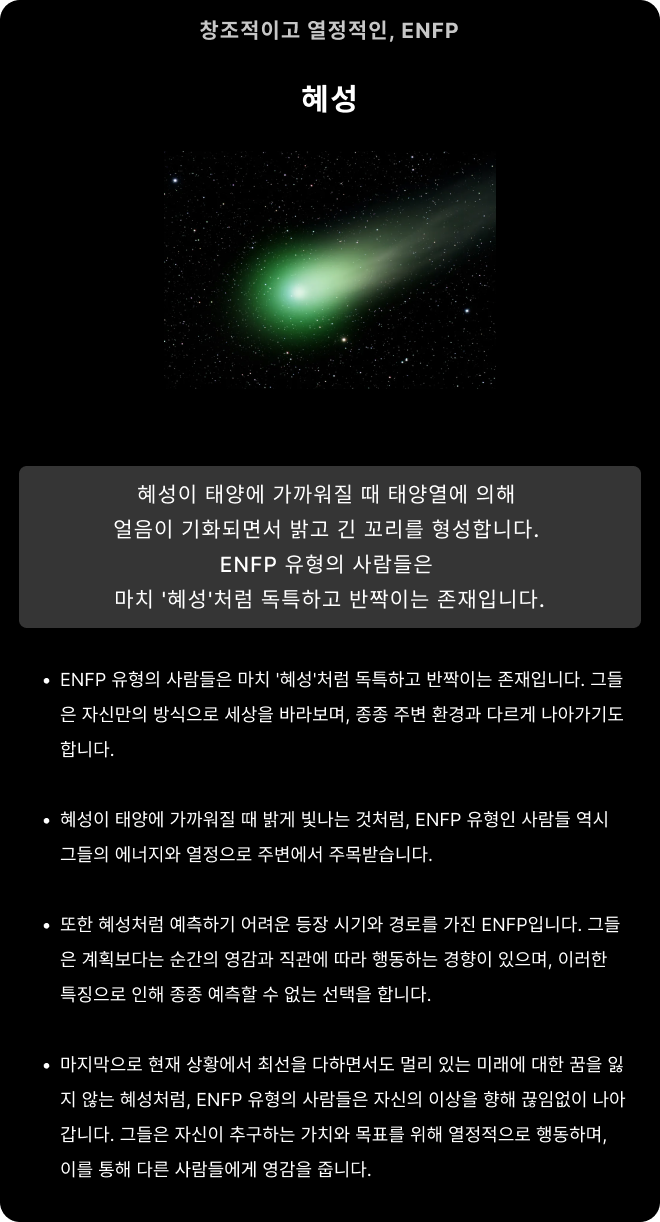 창조적이고 열정적인, ENFP
혜성
혜성이 태양에 가까워질 때 태양열에 의해
얼음이 기화되면서 밝고 긴 꼬리를 형성합니다.
ENFP 유형의 사람들은
마치 '혜성'처럼 독특하고 반짝이는 존재입니다.
• ENFP 유형의 사람들은 마치 '혜성'처럼 독특하고 반짝이는 존재입니다. 그들
은 자신만의 방식으로 세상을 바라보며, 종종 주변 환경과 다르게 나아가기도
합니다.
• 혜성이 태양에 가까워질 때 밝게 빛나는 것처럼, ENFP 유형인 사람들 역시
그들의 에너지와 열정으로 주변에서 주목받습니다.
• 또한 혜성처럼 예측하기 어려운 등장 시기와 경로를 가진 ENFP입니다. 그들
은 계획보다는 순간의 영감과 직관에 따라 행동하는 경향이 있으며, 이러한
특징으로 인해 종종 예측할 수 없는 선택을 합니다.
• 마지막으로 현재 상황에서 최선을 다하면서도 멀리 있는 미래에 대한 꿈을 잃
지 않는 혜성처럼, ENFP 유형의 사람들은 자신의 이상을 향해 끊임없이 나아
갑니다. 그들은 자신이 추구하는 가치와 목표를 위해 열정적으로 행동하며,
이를 통해 다른 사람들에게 영감을 줍니다.